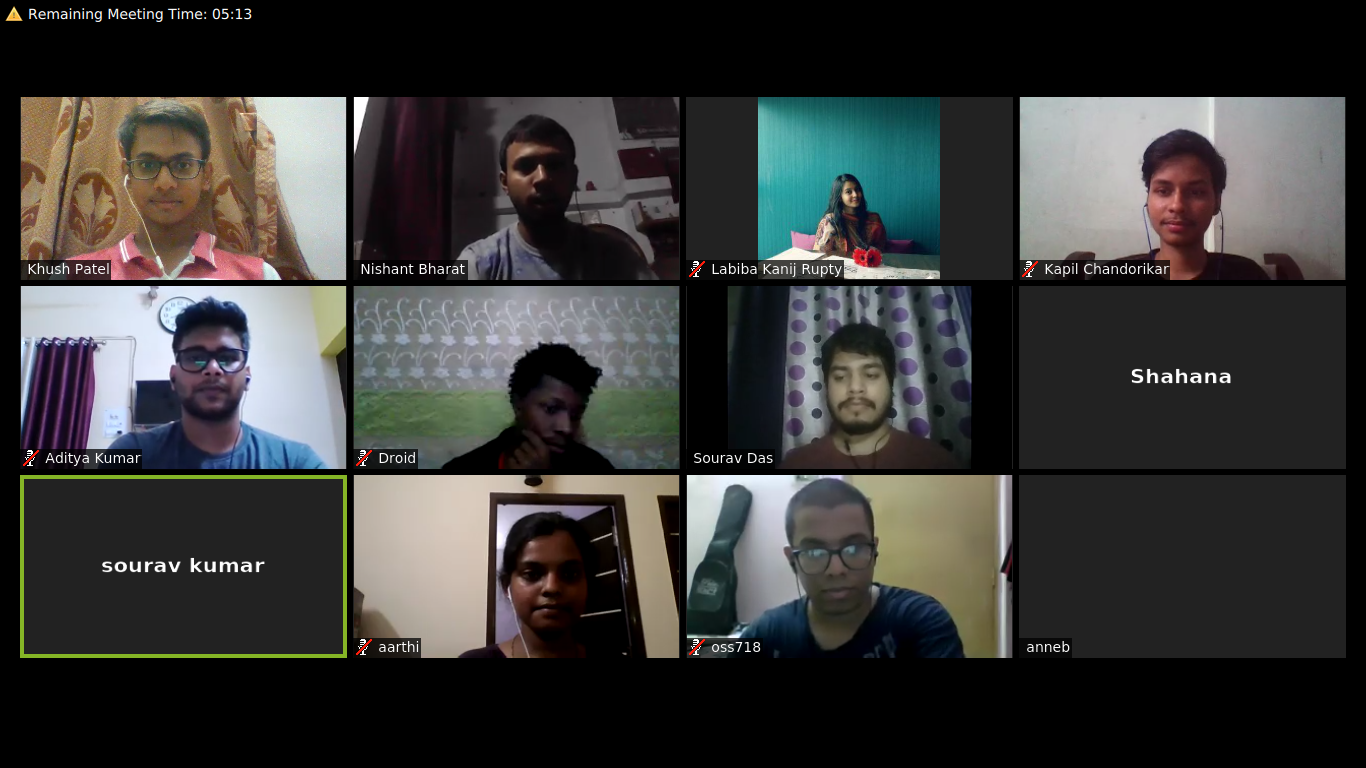 Remaining Meeting Time: 05:13
Khush Patel
Nishant Bharat
Labiba Kanij Rupty
Kapil Chandorikar
Aditya Kumar
Droid
Sourav Das
Shahana
sourav kumar
aarthi
oss718
anneb